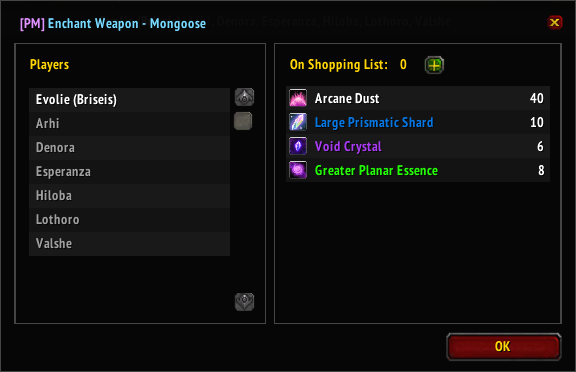 [PM] Enchant Weapon - Mongoose
Players
Evolie (Briseis)
Arhi
Denora
Esperanza
Hiloba
Lothoro
Valshe
On Shopping List: 0
Arcane Dust 40
Large Prismatic Shard 10
Void Crystal 6
Greater Planar Essence 8
OK